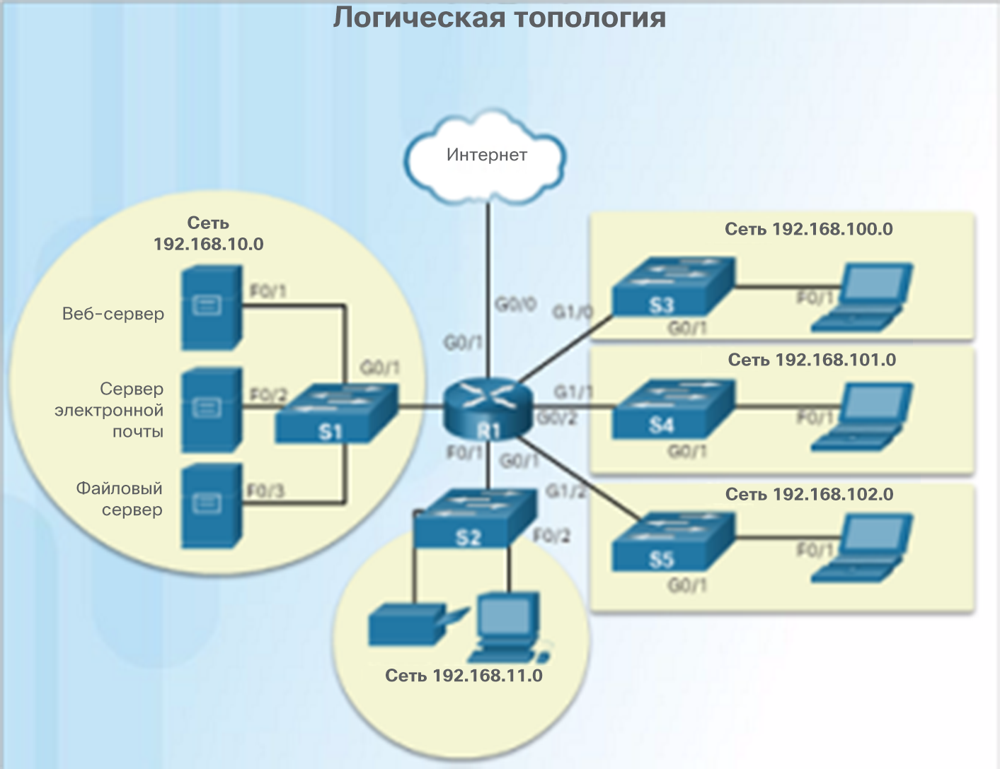 Логическая топология
Интернет
Сеть
192.168.10.0
Веб-сервер
F0/1
Сервер
электронной
почты
F0/2
Файловый
сервер
F0/3
G0/1
S1
G0/0
G0/1
R1
G1/0
G1/1
G0/2
F0/1
G0/1
G1/2
S2
F0/2
Сеть 192.168.11.0
Сеть 192.168.100.0
S3
F0/1
G0/1
Сеть 192.168.101.0
S4
F0/1
G0/1
Сеть 192.168.102.0
S5
F0/1
G0/1